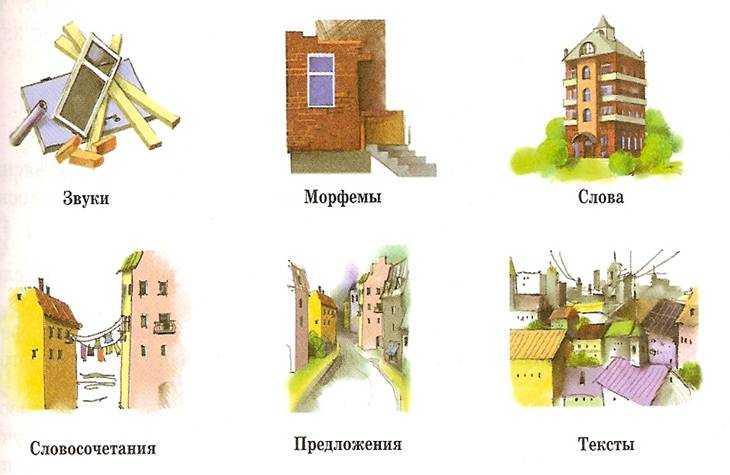 Звуки
Морфемы
Слова
Словосочетания
Предложения
Тексты